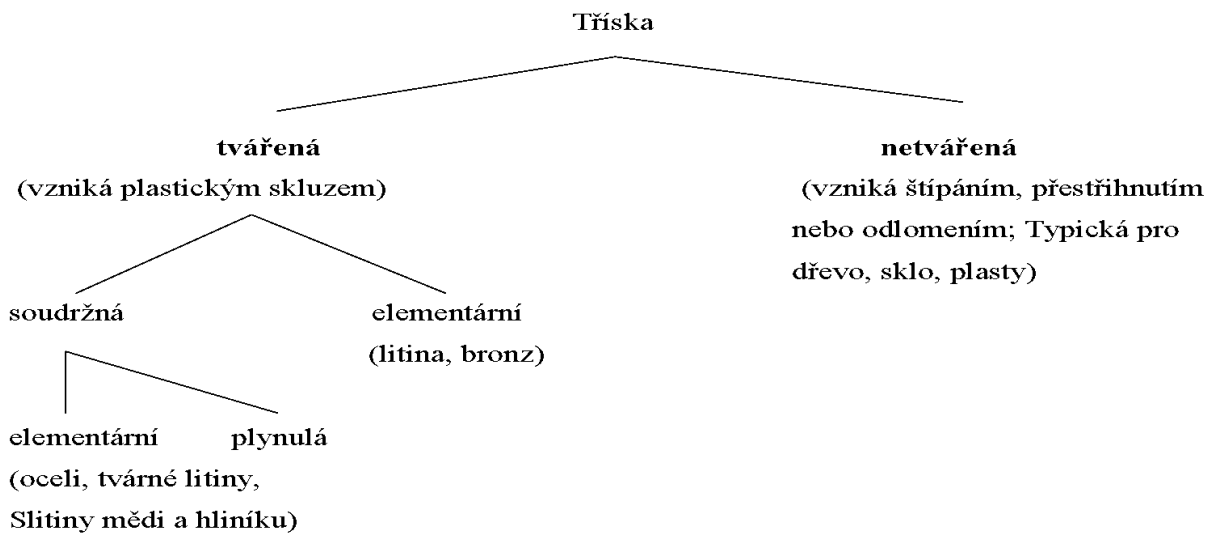 Tříska
tvářená
netvářená
(vzniká plastickým skluzem)
(vzniká štípáním, přestřihnutím
nebo odlomením; Typická pro
dřevo, sklo, plasty)
soudržná
elementární
(litina, bronz)
elementární
plynulá
(oceli, tvárné litiny,
Slitiny mědi a hliníku)